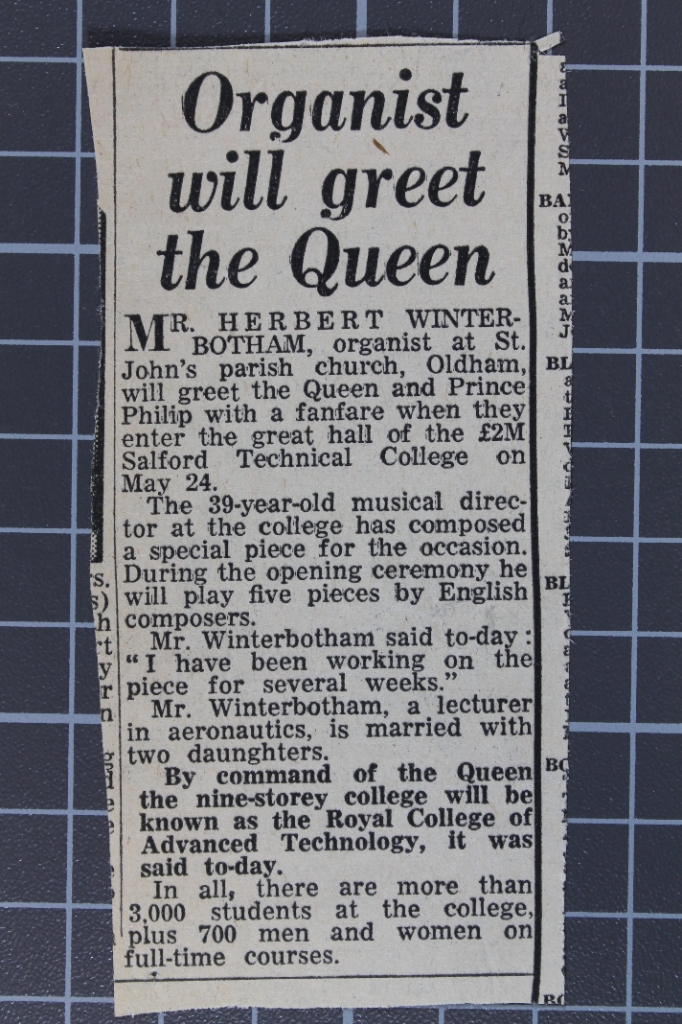 Organist
will greet
the Queen
MR. HERBERT WINTER-
BOTHAM, organist at St.
John's parish church, Oldham,
will greet the Queen and Prince
Philip with a fanfare when they
enter the great hall of the £2M
Salford Technical College on
May 24.
The 39-year-old musical direc-
tor at the college has composed
a special piece for the occasion.
During the opening ceremony he
will play five pieces by English
composers.
Mr. Winterbotham said to-day:
"I have been working on the
piece for several weeks."
Mr. Winterbotham, a lecturer
in aeronautics, is married with
two daunghters.
By command of the Queen
the nine-storey college will be
known as the Royal College of
Advanced Technology, it was
said to-day.
In all, there are more than
3,000 students at the college,
plus 700 men and women on
full-time courses.